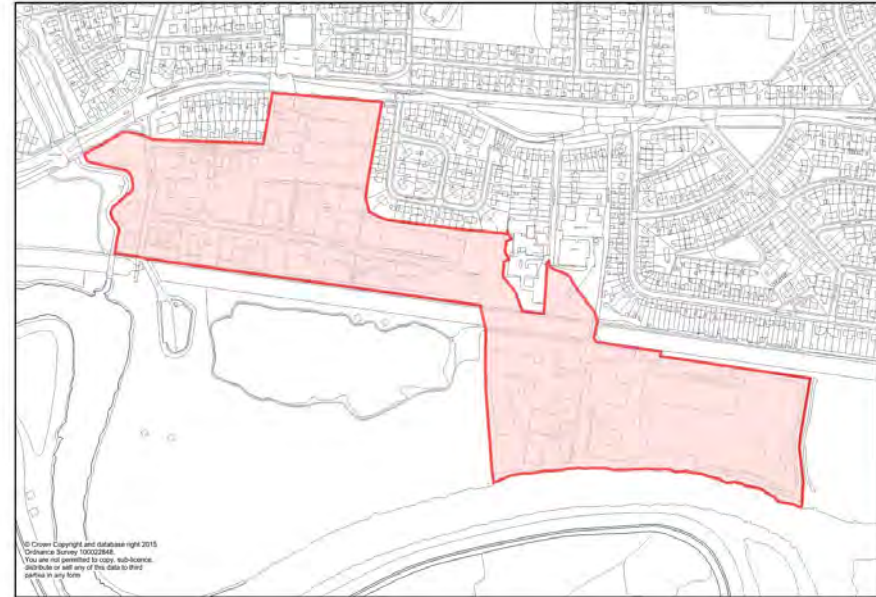 © Crown Copyright and database right 2015.
Ordnance Survey 100022848.
You are not permitted to copy, sub-licence,
distribute or sell any of this data to third
parties in any form